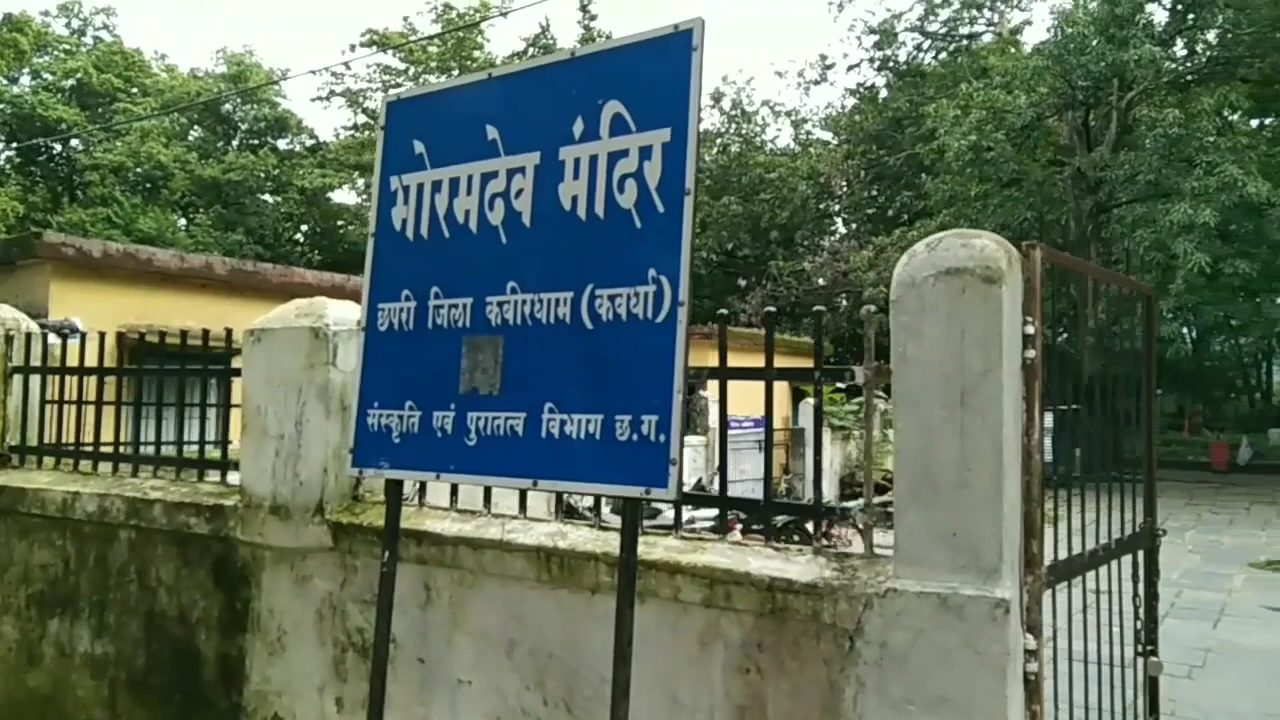 भोरमदेव मंदिर
छपरी जिला कबीरधाम (कवर्धा)
संस्कृति एवं पुरातत्व विभाग छ.ग.